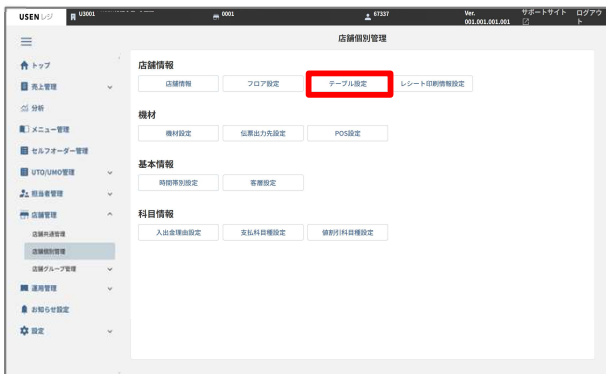 USEN レジ U3001 0001 67337 Ver. 001.001.001.001 サポートサイト ログアウト
店舗個別管理
トップ
売上管理
分析
メニュー管理
セルフオーダー管理
UTO/UMO管理
担当者管理
店舗管理
店舗共通管理
店舗個別管理
店舗グループ管理
運用管理
お知らせ設定
設定
店舗情報
店舗情報 フロア設定 テーブル設定 レシート印刷情報設定
機材
機材設定 伝票出力先設定 POS設定
基本情報
時間帯別設定 客層設定
科目情報
入出金理由設定 支払科目種設定 値割引科目種設定